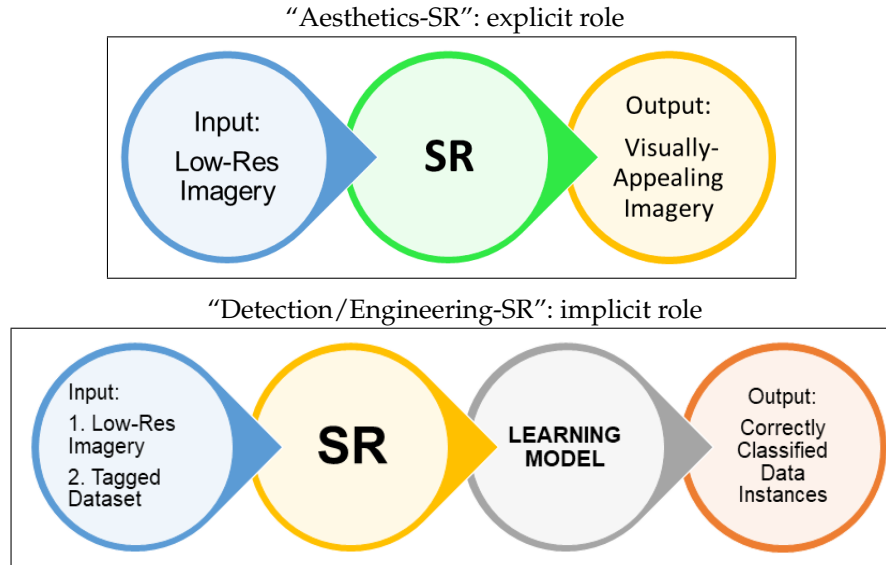 “Aesthetics-SR”: explicit role
Input:
Low-Res
Imagery
SR
Output:
Visually-
Appealing
Imagery
“Detection/Engineering-SR”: implicit role
Input:
1. Low-Res
Imagery
2. Tagged
Dataset
SR
LEARNING
MODEL
Output:
Correctly
Classified
Data
Instances